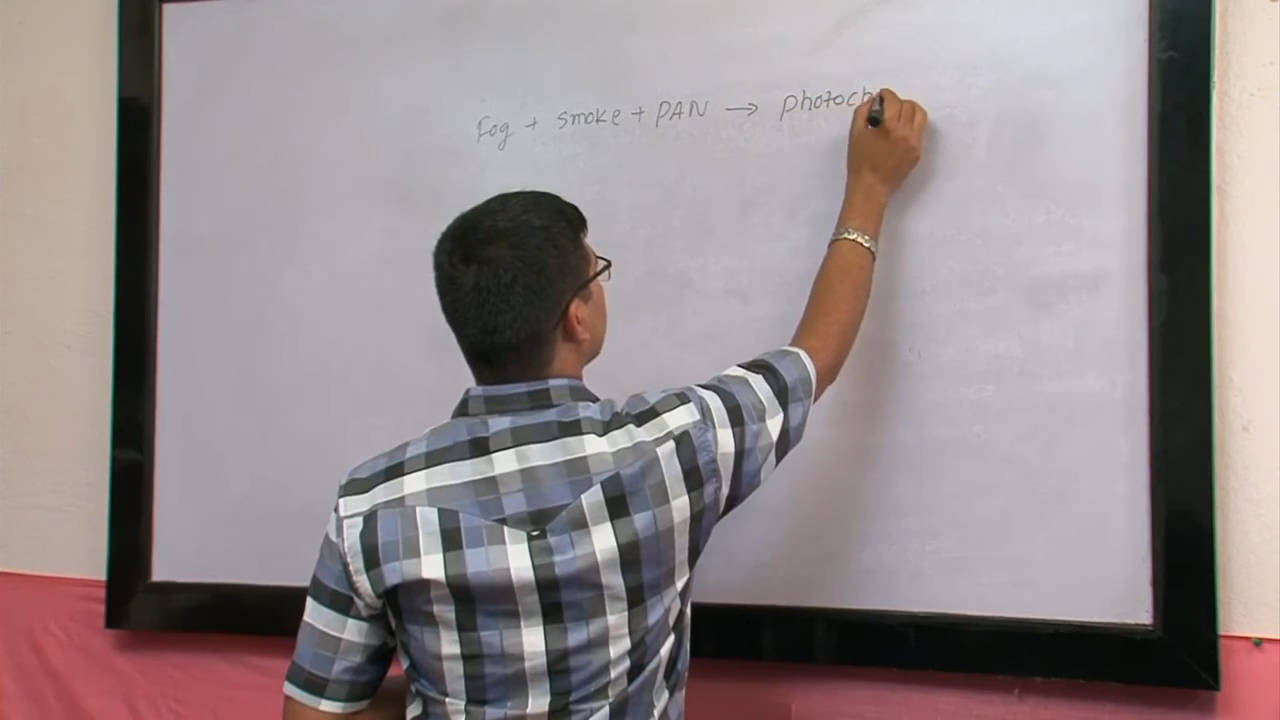 Fog + smoke + PAN → photoch